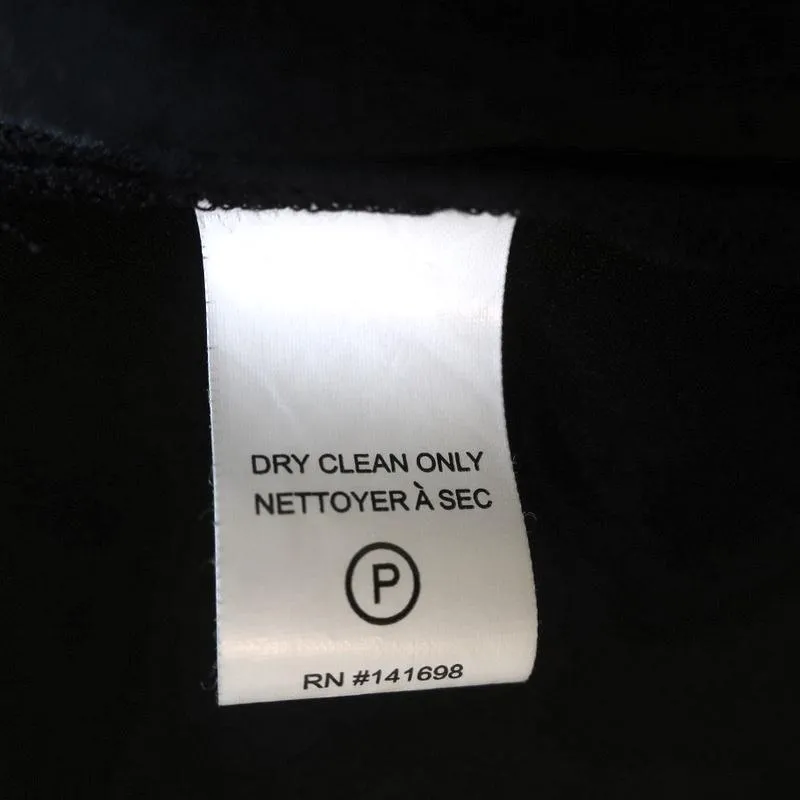 DRY CLEAN ONLY
NETTOYER À SEC
P
RN #141698